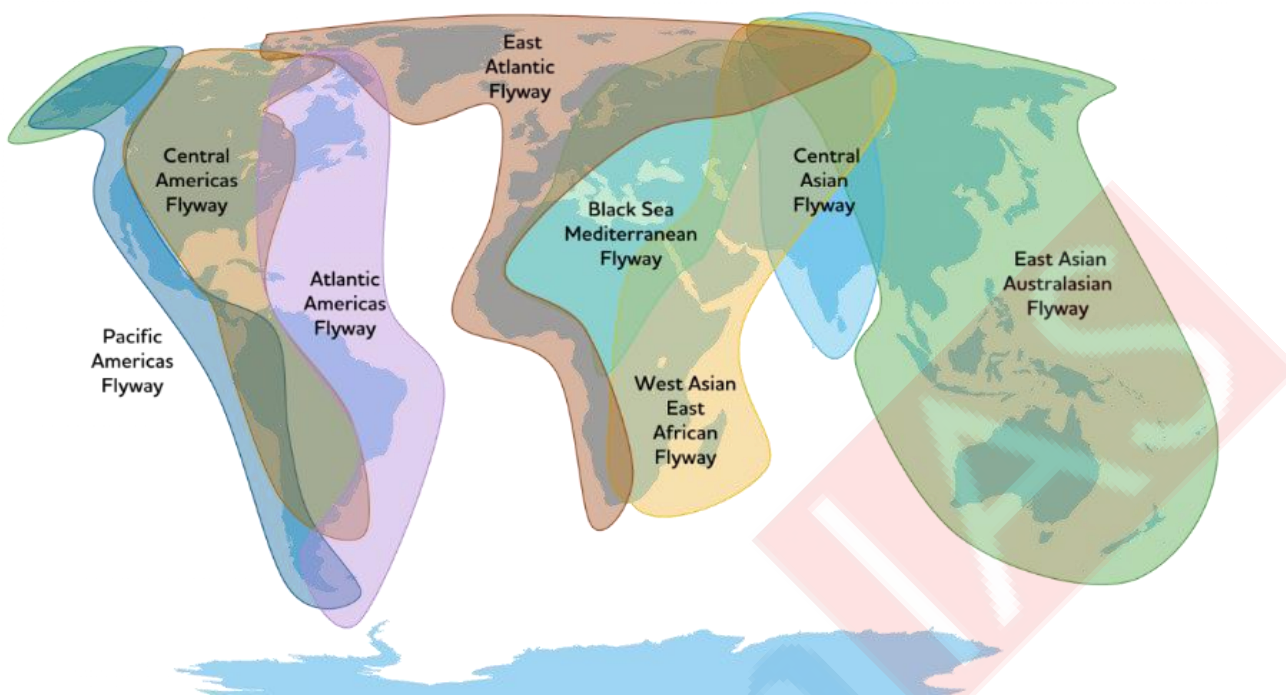 East
Atlantic
Flyway
Central
Americas
Flyway
Central
Asian
Flyway
Black Sea
Mediterranean
Flyway
East Asian
Australasian
Flyway
Atlantic
Americas
Flyway
Pacific
Americas
Flyway
West Asian
East
African
Flyway